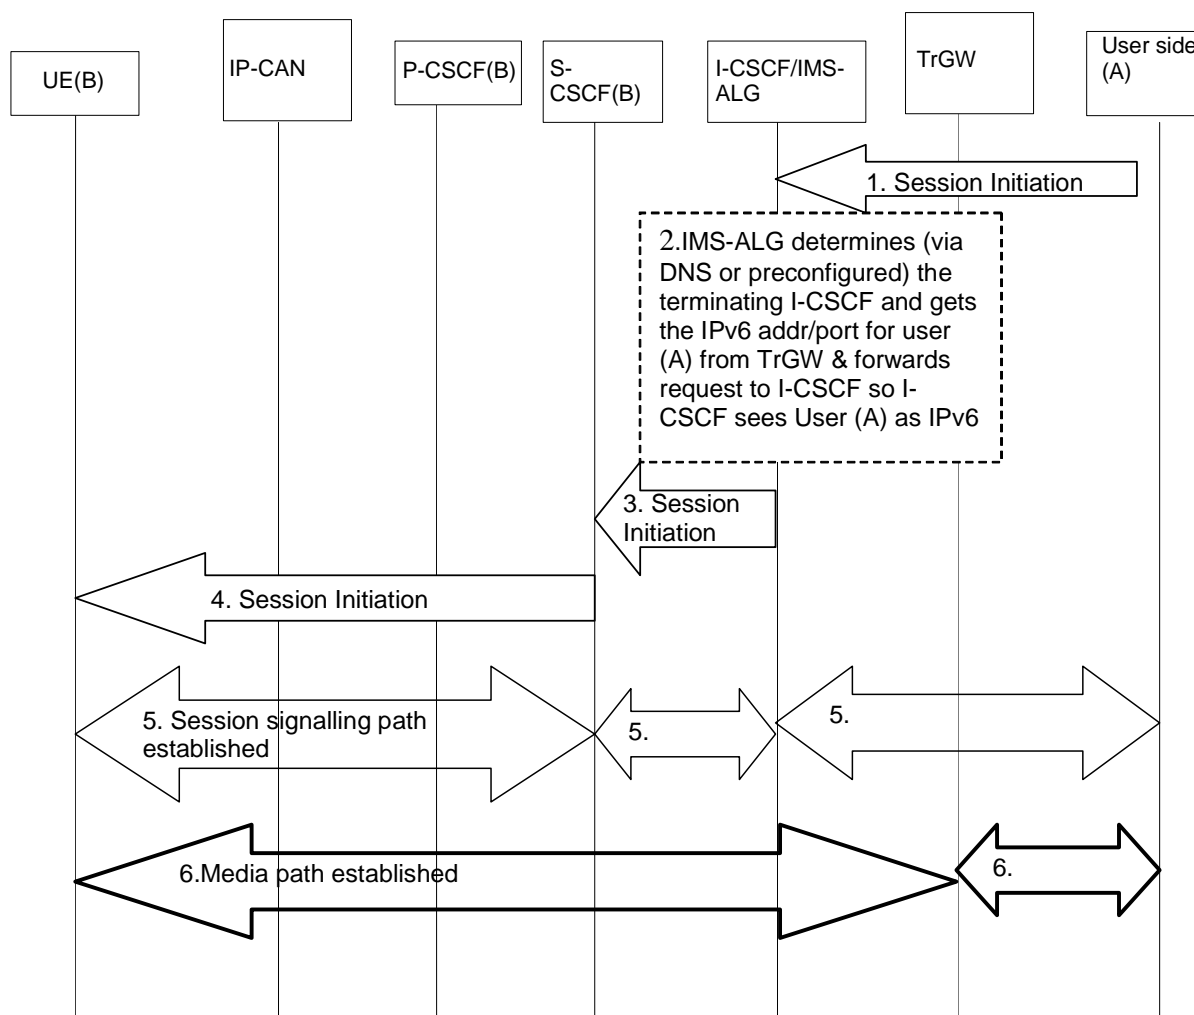 UE(B)
IP-CAN
P-CSCF(B)
S-
CSCF(B)
I-CSCF/IMS-
ALG
TrGW
User side
(A)
1. Session Initiation
2.IMS-ALG determines (via
DNS or preconfigured) the
terminating I-CSCF and gets
the IPv6 addr/port for user
(A) from TrGW & forwards
request to I-CSCF so I-
CSCF sees User (A) as IPv6
3. Session
Initiation
4. Session Initiation
5. Session signalling path
established
5.
5.
6.Media path established
6.